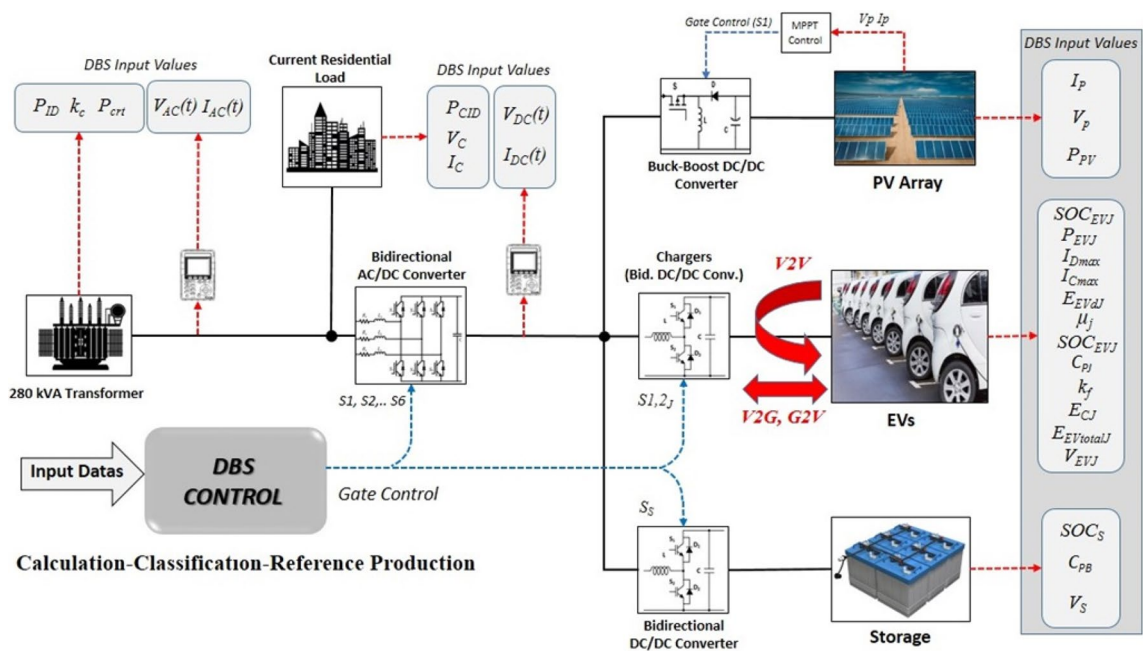 DBS Input Values
P_ID k_c P_crt
V_AC(t) I_AC(t)
Current Residential
Load
DBS Input Values
P_CID
V_C
I_C
V_DC(t)
I_DC(t)
Gate Control (S1)
MPPT
Control
Vp Ip
S
D
L
C
Buck-Boost DC/DC
Converter
PV Array
DBS Input Values
I_P
V_p
P_PV
280 kVA Transformer
Bidirectional
AC/DC Converter
S1, S2,.. S6
Chargers
(Bid. DC/DC Conv.)
S₁
D₁
L
C
S₂
D₂
S1,2_J
V2V
V2G, G2V
EVs
SOC_EVJ
P_EVJ
I_Dmax
I_Cmax
E_EVdJ
μ_j
SOC_EVJ
C_PJ
k_f
E_CJ
E_EVtotalJ
V_EVJ
Input Datas
DBS
CONTROL
Gate Control
Calculation-Classification-Reference Production
S_S
L
C
Bidirectional
DC/DC Converter
Storage
SOC_S
C_PB
V_S